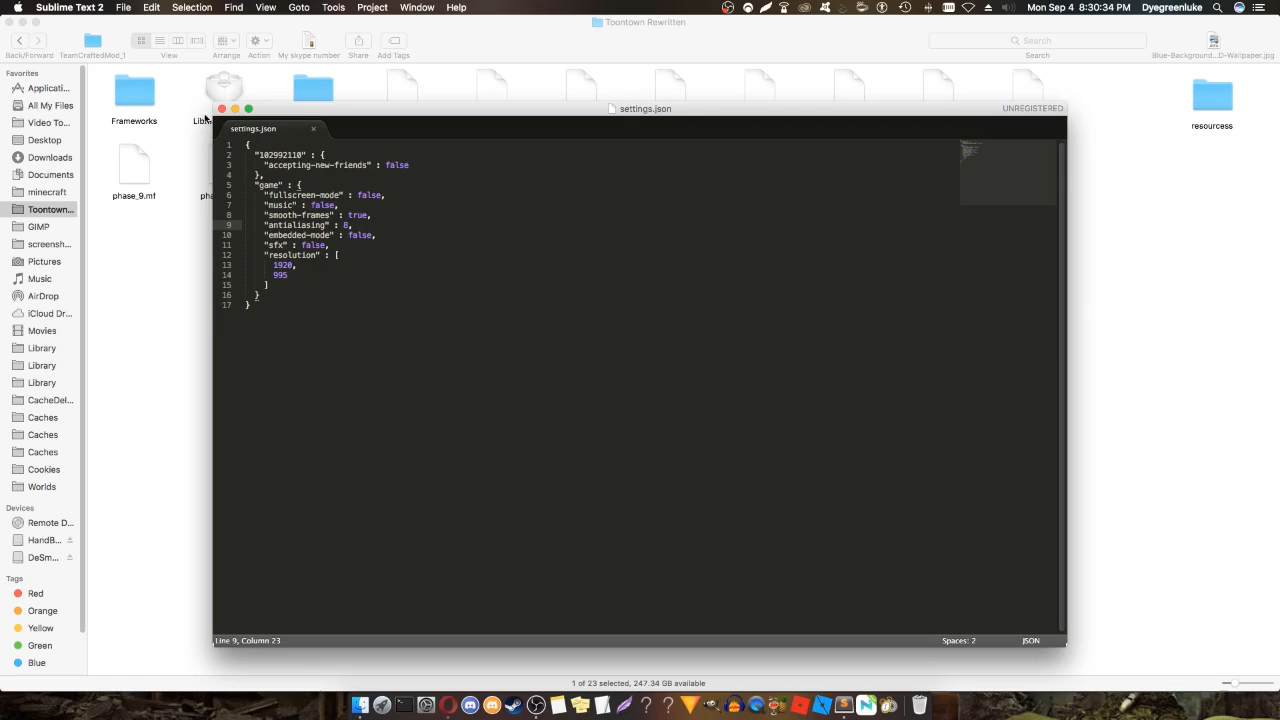 Sublime Text 2 File Edit Selection Find View Goto Tools Project Window Help Mon Sep 4 8:30:34 PM Dyegreenluke
Toontown Rewritten
Back/Forward TeamCraftedMod_1 View Arrange Action My skype number Share Add Tags Search Search Blue-Background...D-Wallpaper.jpg
Favorites
Applicati...
All My Files
Video To...
Desktop
Downloads
Documents
minecraft
Toontown...
GIMP
screensh...
Pictures
Music
AirDrop
iCloud Dr...
Movies
Library
Library
Library
CacheDel...
Caches
Caches
Caches
Cookies
Worlds
Devices
Remote D...
HandB...
DeSm...
Tags
Red
Orange
Yellow
Green
Blue
Frameworks
resourcess
phase_9.mf
settings.json UNREGISTERED
settings.json
1 {
2 "102992110" : {
3 "accepting-new-friends" : false
4 },
5 "game" : {
6 "fullscreen-mode" : false,
7 "music" : false,
8 "smooth-frames" : true,
9 "antialiasing" : 8,
10 "embedded-mode" : false,
11 "sfx" : false,
12 "resolution" : [
13 1920,
14 995
15 ]
16 }
17 }
Line 9, Column 23 Spaces: 2 JSON
1 of 23 selected, 247.34 GB available